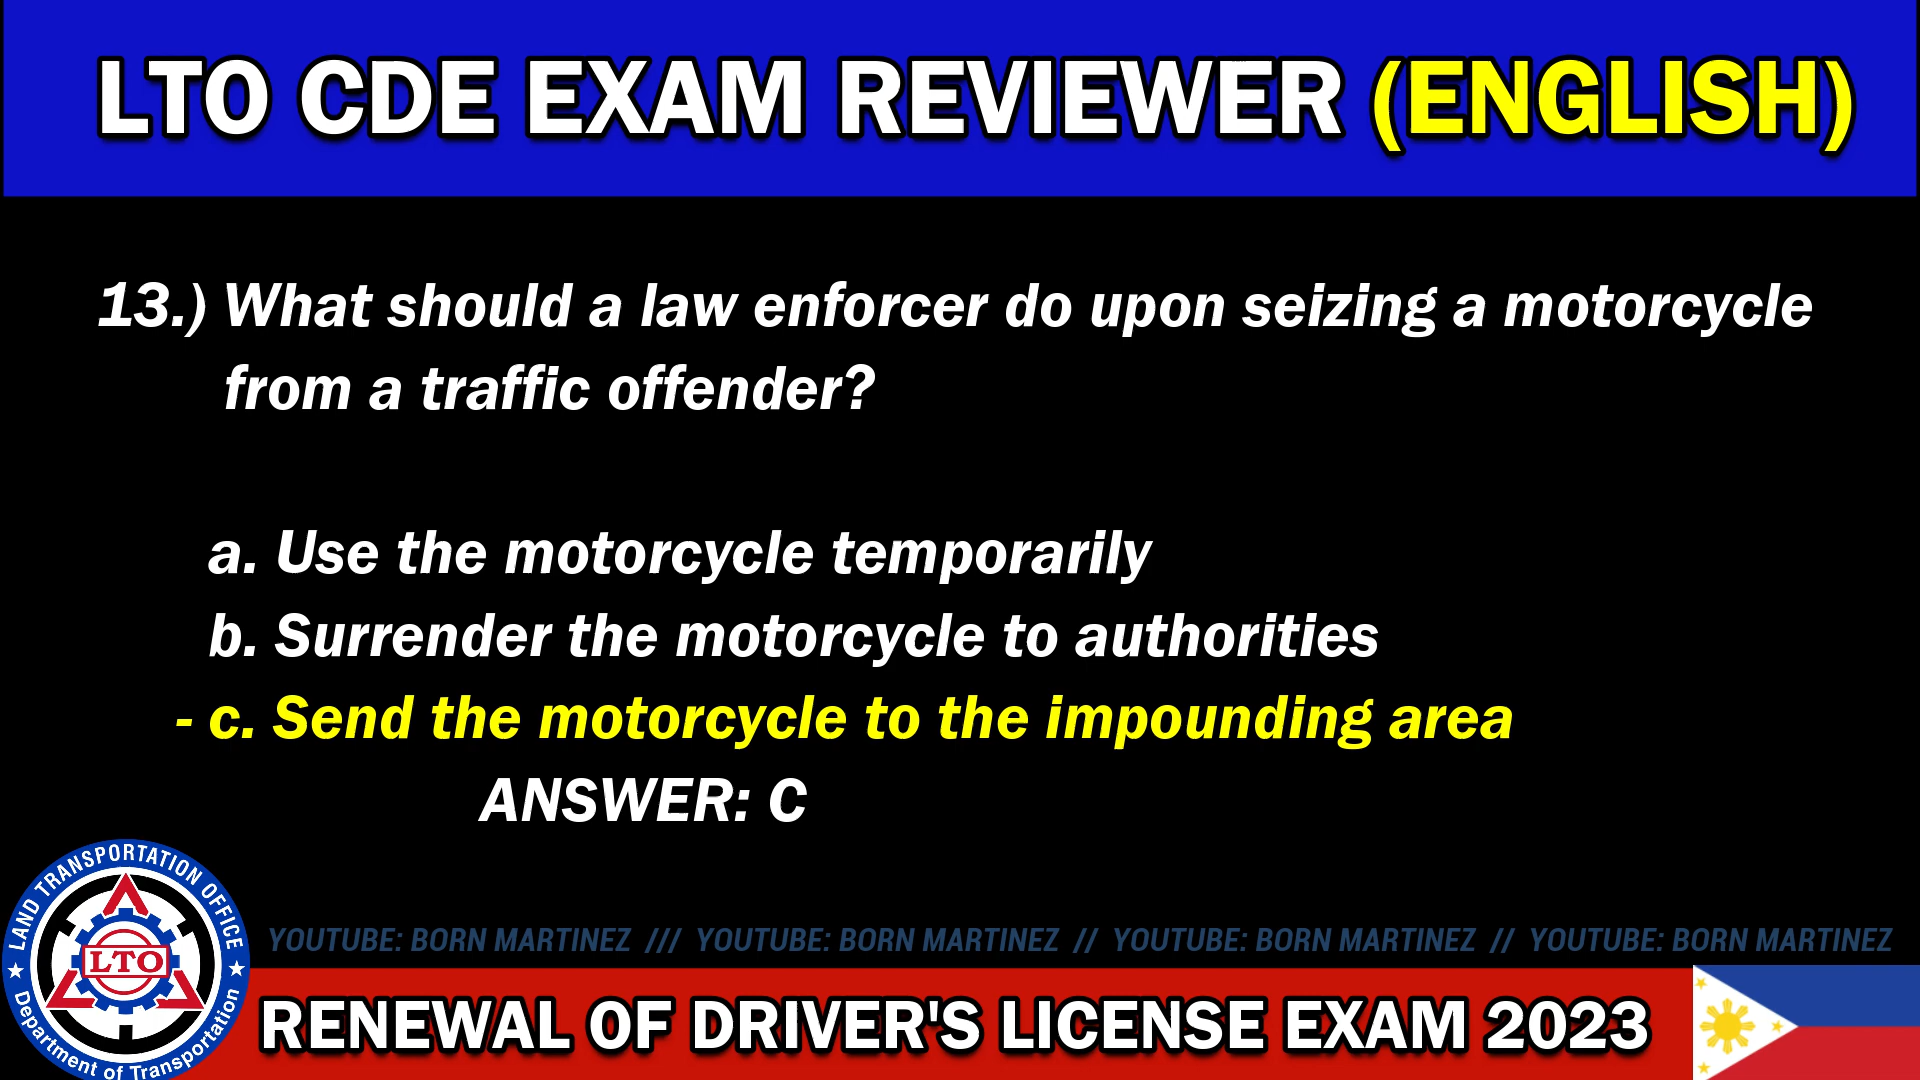 LTO CDE EXAM REVIEWER (ENGLISH)
13.) What should a law enforcer do upon seizing a motorcycle
from a traffic offender?
a. Use the motorcycle temporarily
b. Surrender the motorcycle to authorities
- c. Send the motorcycle to the impounding area
ANSWER: C
YOUTUBE: BORN MARTINEZ /// YOUTUBE: BORN MARTINEZ // YOUTUBE: BORN MARTINEZ // YOUTUBE: BORN MARTINEZ
LAND TRANSPORTATION OFFICE
LTO
Department of Transportation
RENEWAL OF DRIVER'S LICENSE EXAM 2023